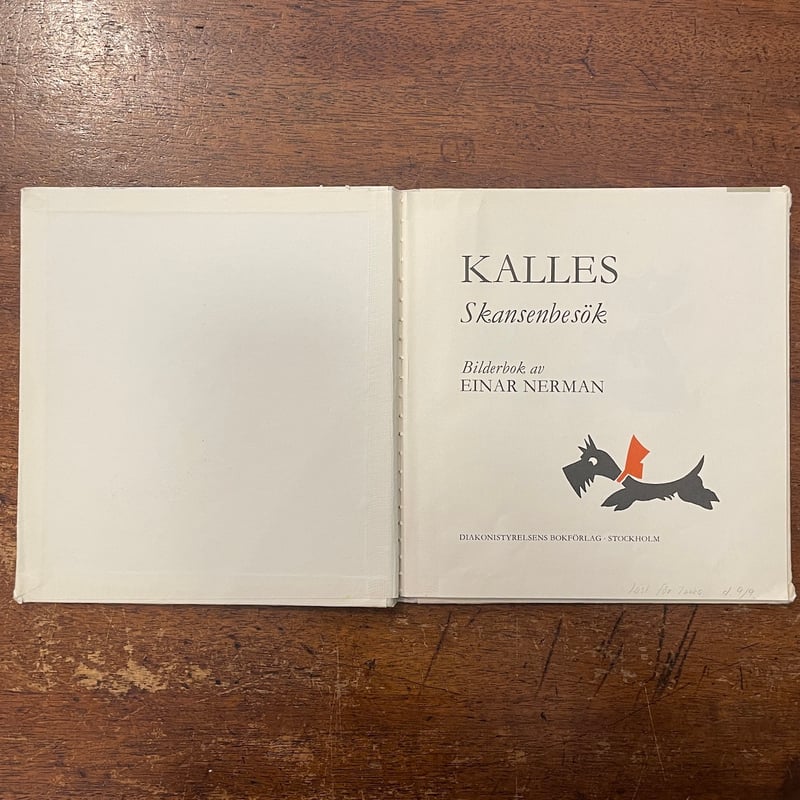 KALLES
Skansenbesök
Bilderbok av
EINAR NERMAN
DIAKONISTYRELSENS BOKFÖRLAG · STOCKHOLM